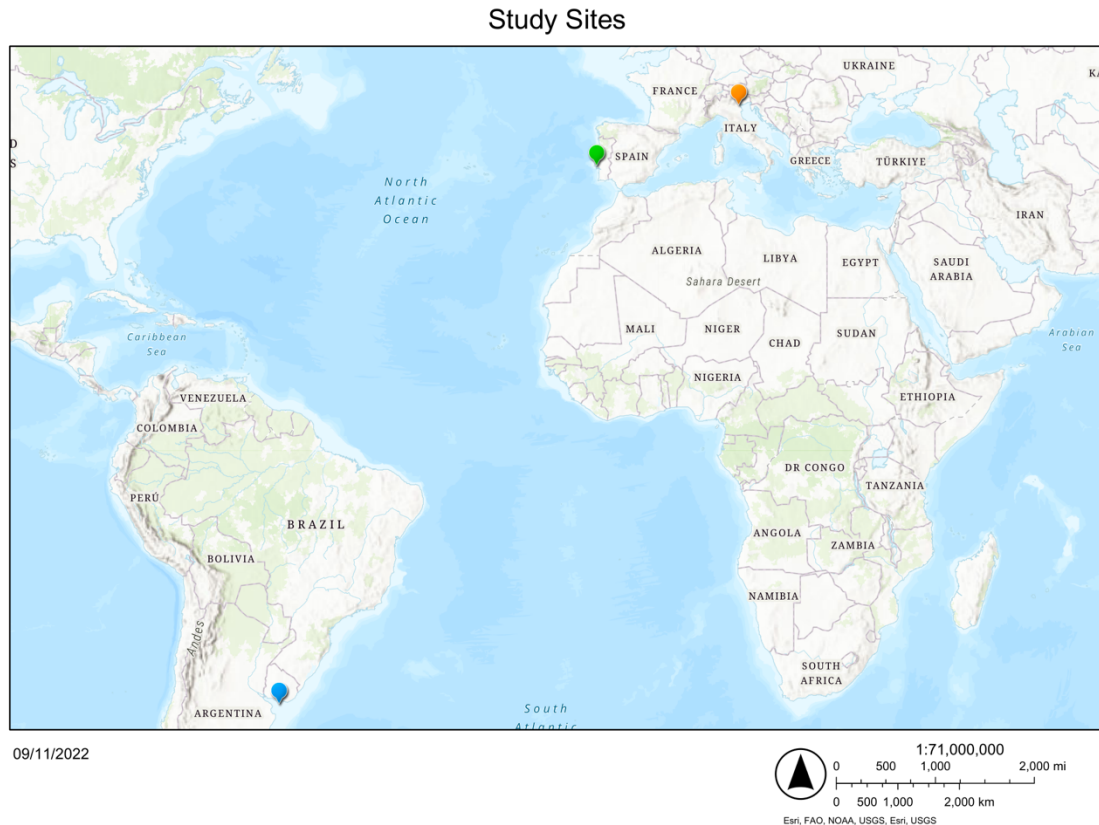 Study Sites
UKRAINE
KA
FRANCE
D
S
ITALY
SPAIN
GREECE
TÜRKIYE
North
Atlantic
Ocean
IRAN
ALGERIA
LIBYA
EGYPT
SAUDI
ARABIA
Sahara Desert
MALI
NIGER
SUDAN
CHAD
Caribbean
Sea
Arabian
Sea
NIGERIA
VENEZUELA
ETHIOPIA
COLOMBIA
DR CONGO
TANZANIA
PERÚ
BRAZIL
ANGOLA
ZAMBIA
BOLIVIA
NAMIBIA
Andes
SOUTH
AFRICA
ARGENTINA
South
Atlantic
09/11/2022
1:71,000,000
0 500 1,000 2,000 mi
0 500 1,000 2,000 km
Esri, FAO, NOAA, USGS, Esri, USGS